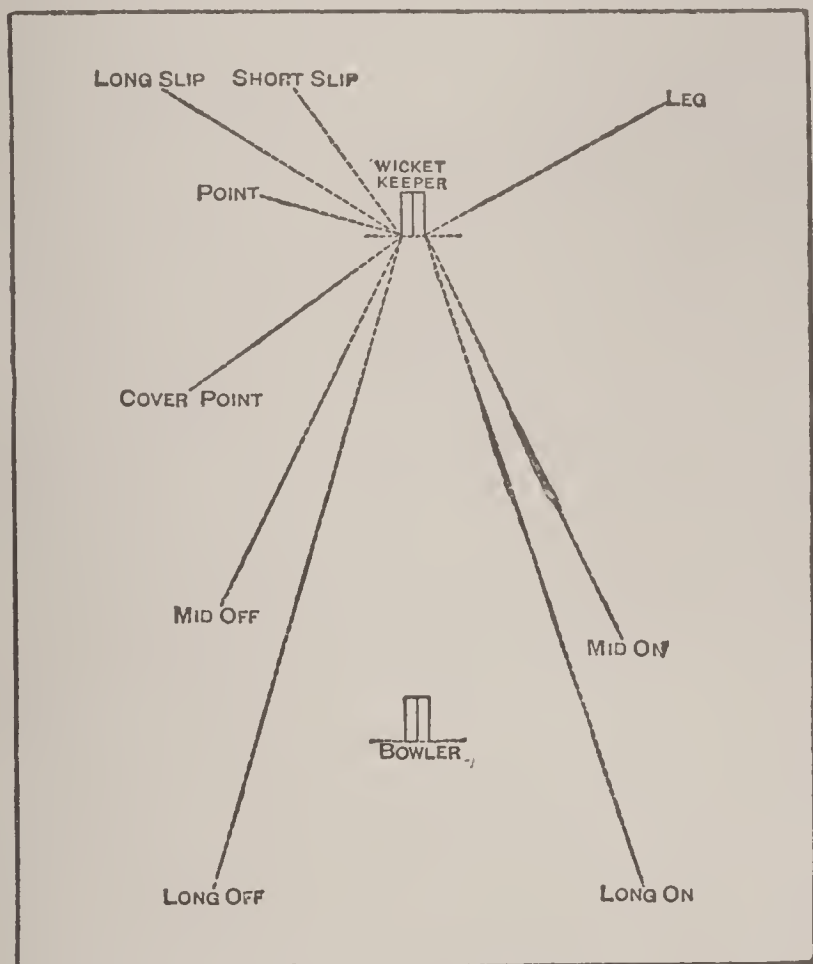 LONG SLIP SHORT SLIP
LEG
WICKET
KEEPER
POINT
COVER POINT
MID OFF
MID ON
BOWLER
LONG OFF
LONG ON